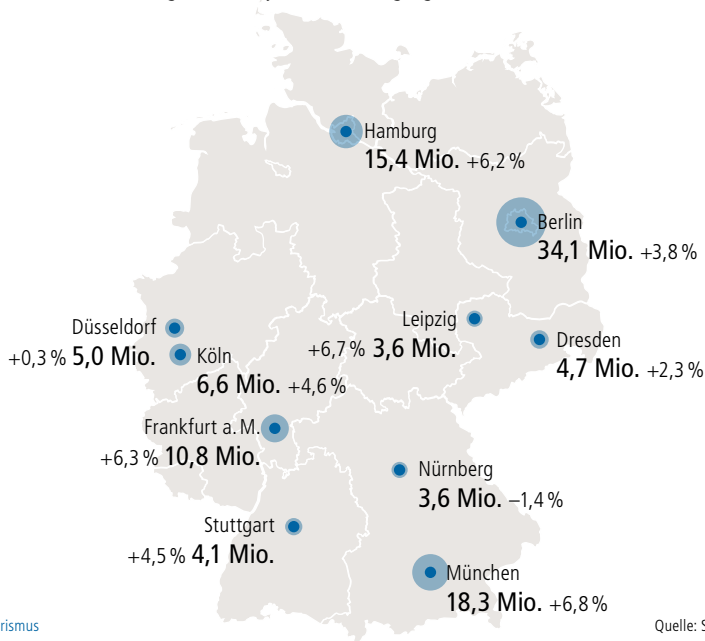 Hamburg
15,4 Mio. +6,2 %
Berlin
34,1 Mio. +3,8 %
Düsseldorf
+0,3 % 5,0 Mio.
Köln
6,6 Mio. +4,6 %
Leipzig
+6,7 % 3,6 Mio.
Dresden
4,7 Mio. +2,3 %
Frankfurt a. M.
+6,3 % 10,8 Mio.
Nürnberg
3,6 Mio. –1,4 %
Stuttgart
+4,5 % 4,1 Mio.
München
18,3 Mio. +6,8 %
rismus
Quelle: S